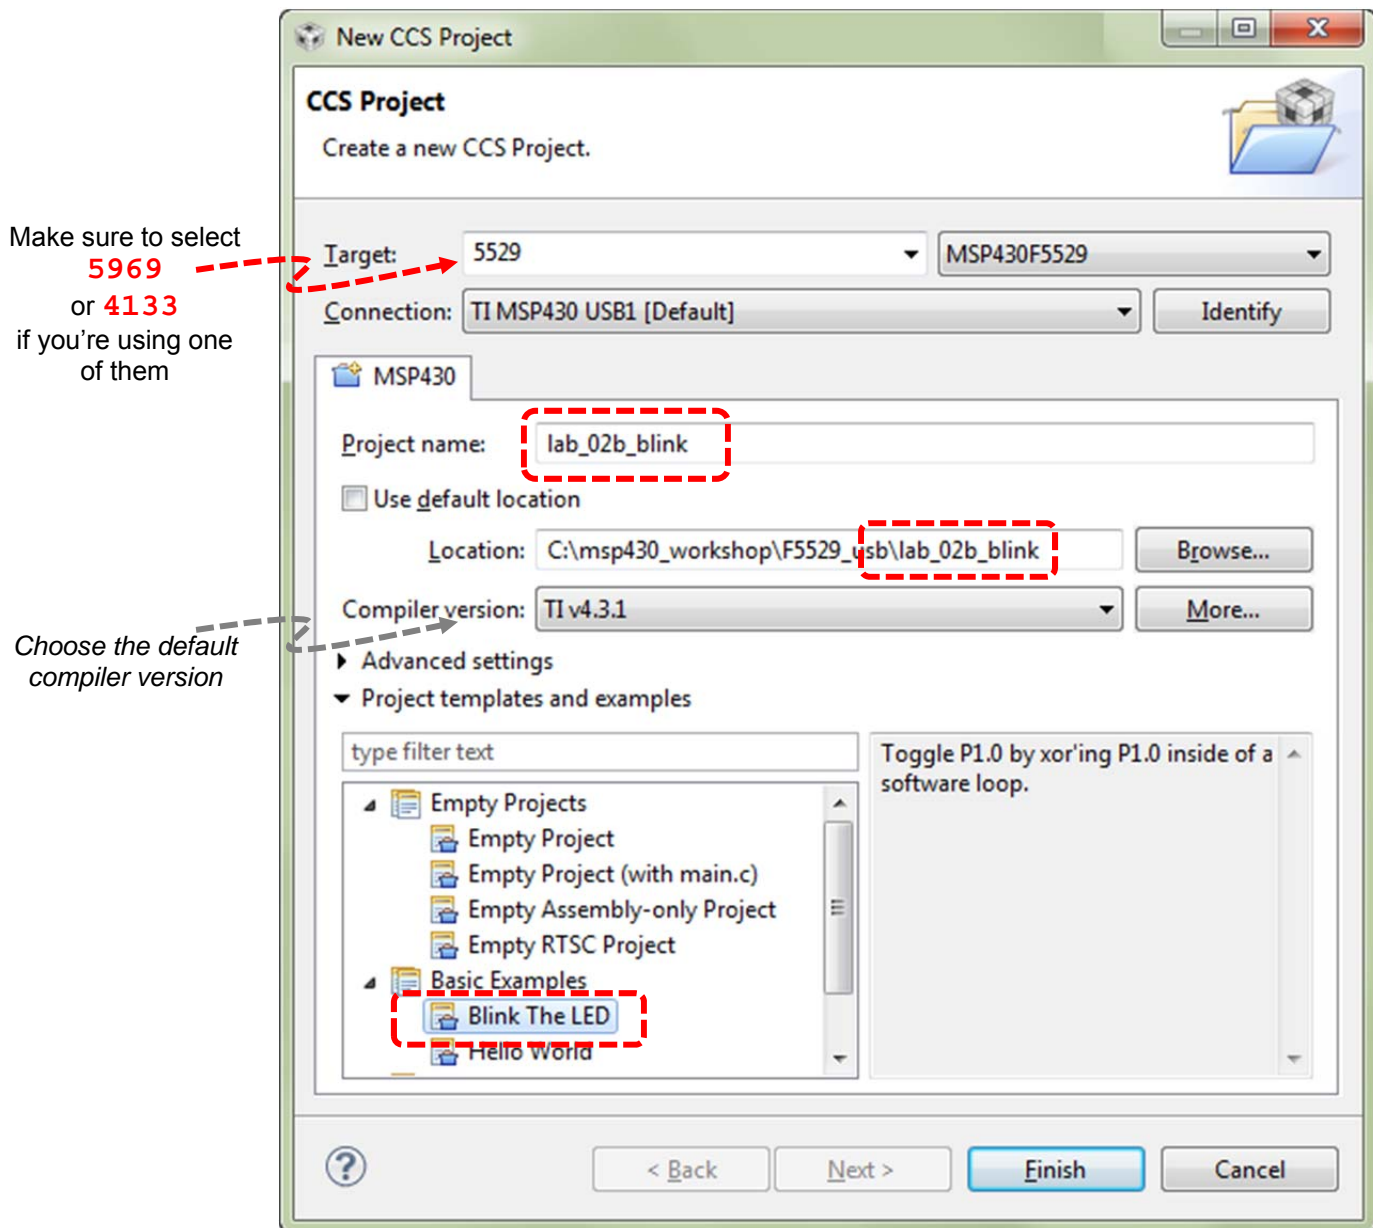 New CCS Project
CCS Project
Create a new CCS Project.
Make sure to select
5969
or 4133
if you’re using one
of them
Target: 5529 MSP430F5529
Connection: TI MSP430 USB1 [Default] Identify
MSP430
Project name: lab_02b_blink
Use default location
Location: C:\msp430_workshop\F5529_usb\lab_02b_blink Browse...
Compiler version: TI v4.3.1 More...
Choose the default
compiler version
Advanced settings
Project templates and examples
type filter text
Toggle P1.0 by xor'ing P1.0 inside of a
software loop.
Empty Projects
Empty Project
Empty Project (with main.c)
Empty Assembly-only Project
Empty RTSC Project
Basic Examples
Blink The LED
Hello World
< Back Next > Finish Cancel